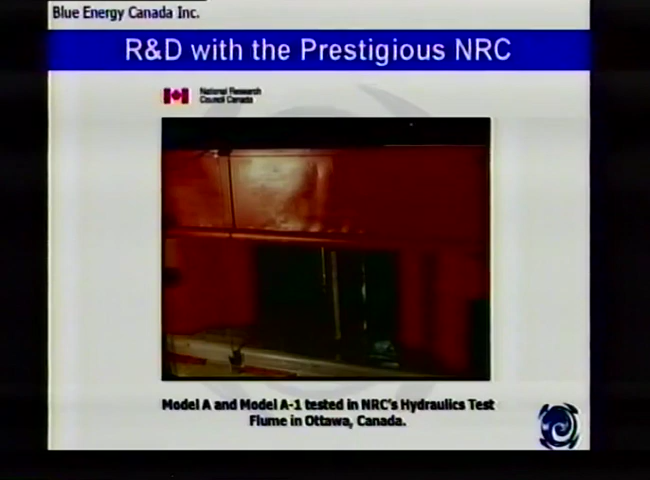 Blue Energy Canada Inc.
R&D with the Prestigious NRC
National Research
Council Canada
Model A and Model A-1 tested in NRC's Hydraulics Test
Flume in Ottawa, Canada.